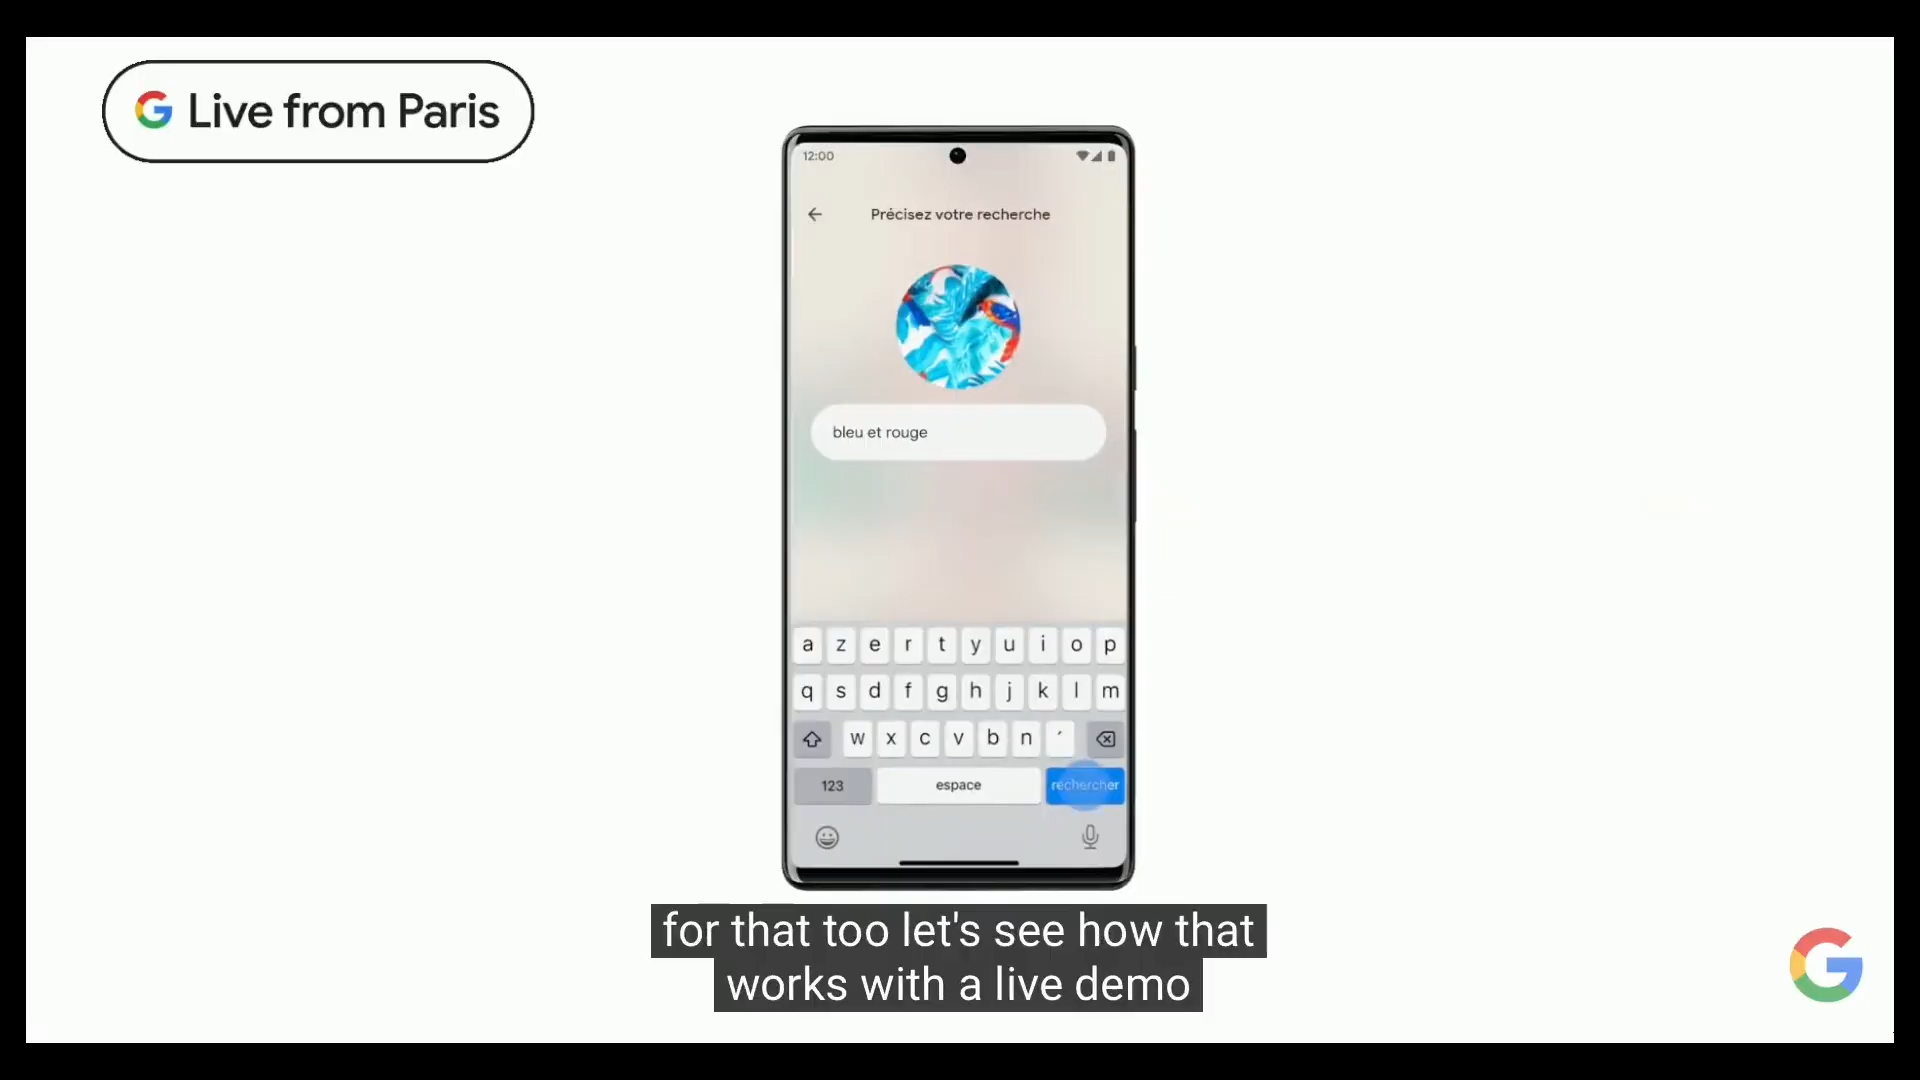 Live from Paris
12:00
Précisez votre recherche
bleu et rouge
a z e r t y u i o p
q s d f g h j k l m
w x c v b n ´
123 espace rechercher
for that too let's see how that
works with a live demo